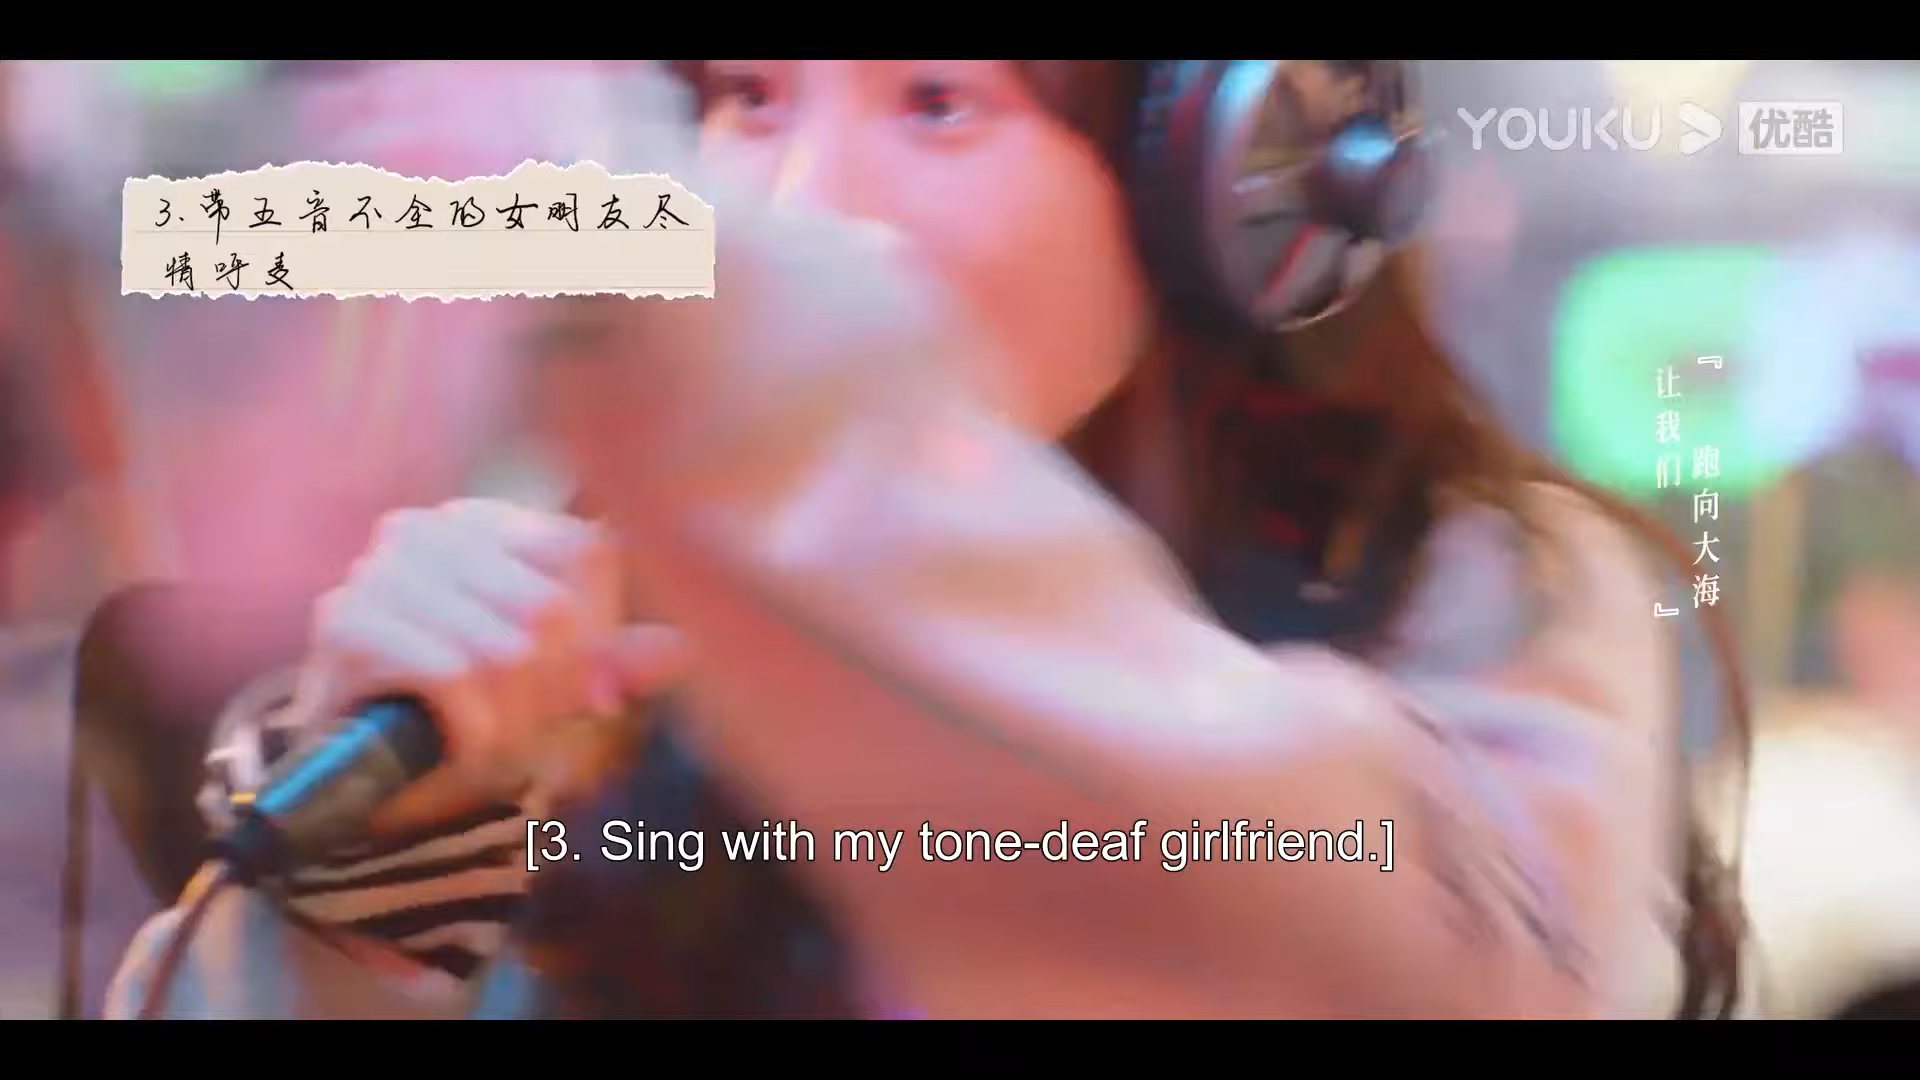 YOUKU 优酷
3.带五音不全的女朋友尽
情呼麦
『让我们
跑向大海』
[3. Sing with my tone-deaf girlfriend.]